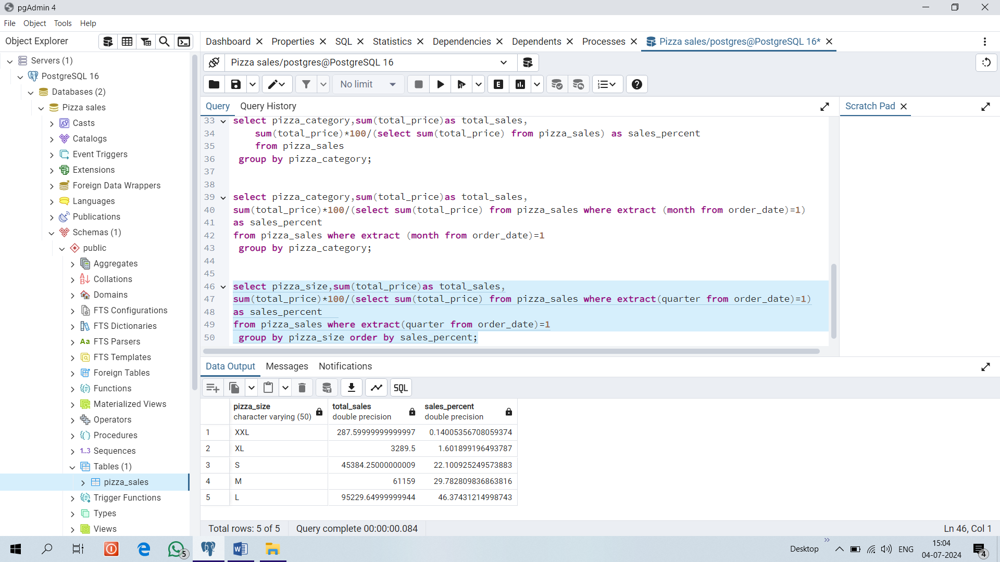 pgAdmin 4
File Object Tools Help
Object Explorer
Dashboard Properties SQL Statistics Dependencies Dependents Processes Pizza sales/postgres@PostgreSQL 16*
Servers (1)
PostgreSQL 16
Databases (2)
Pizza sales
Casts
Catalogs
Event Triggers
Extensions
Foreign Data Wrappers
Languages
Publications
Schemas (1)
public
Aggregates
Collations
Domains
FTS Configurations
FTS Dictionaries
Aa FTS Parsers
FTS Templates
Foreign Tables
Functions
Materialized Views
Operators
Procedures
1..3 Sequences
Tables (1)
pizza_sales
Trigger Functions
Types
Views
Pizza sales/postgres@PostgreSQL 16
No limit
E
Query Query History
Scratch Pad
33 select pizza_category,sum(total_price)as total_sales,
34 sum(total_price)*100/(select sum(total_price) from pizza_sales) as sales_percent
35 from pizza_sales
36 group by pizza_category;
37
38
39 select pizza_category,sum(total_price)as total_sales,
40 sum(total_price)*100/(select sum(total_price) from pizza_sales where extract (month from order_date)=1)
41 as sales_percent
42 from pizza_sales where extract (month from order_date)=1
43 group by pizza_category;
44
45
46 select pizza_size,sum(total_price)as total_sales,
47 sum(total_price)*100/(select sum(total_price) from pizza_sales where extract(quarter from order_date)=1)
48 as sales_percent
49 from pizza_sales where extract(quarter from order_date)=1
50 group by pizza_size order by sales_percent;
Data Output Messages Notifications
SQL
pizza_size total_sales sales_percent
character varying (50) double precision double precision
1 XXL 287.59999999999997 0.14005356708059374
2 XL 3289.5 1.601899196493787
3 S 45384.25000000009 22.100925249573883
4 M 61159 29.782809836863816
5 L 95229.64999999944 46.37431214998743
Total rows: 5 of 5 Query complete 00:00:00.084 Ln 46, Col 1
5
Desktop
ENG
15:04
04-07-2024
4